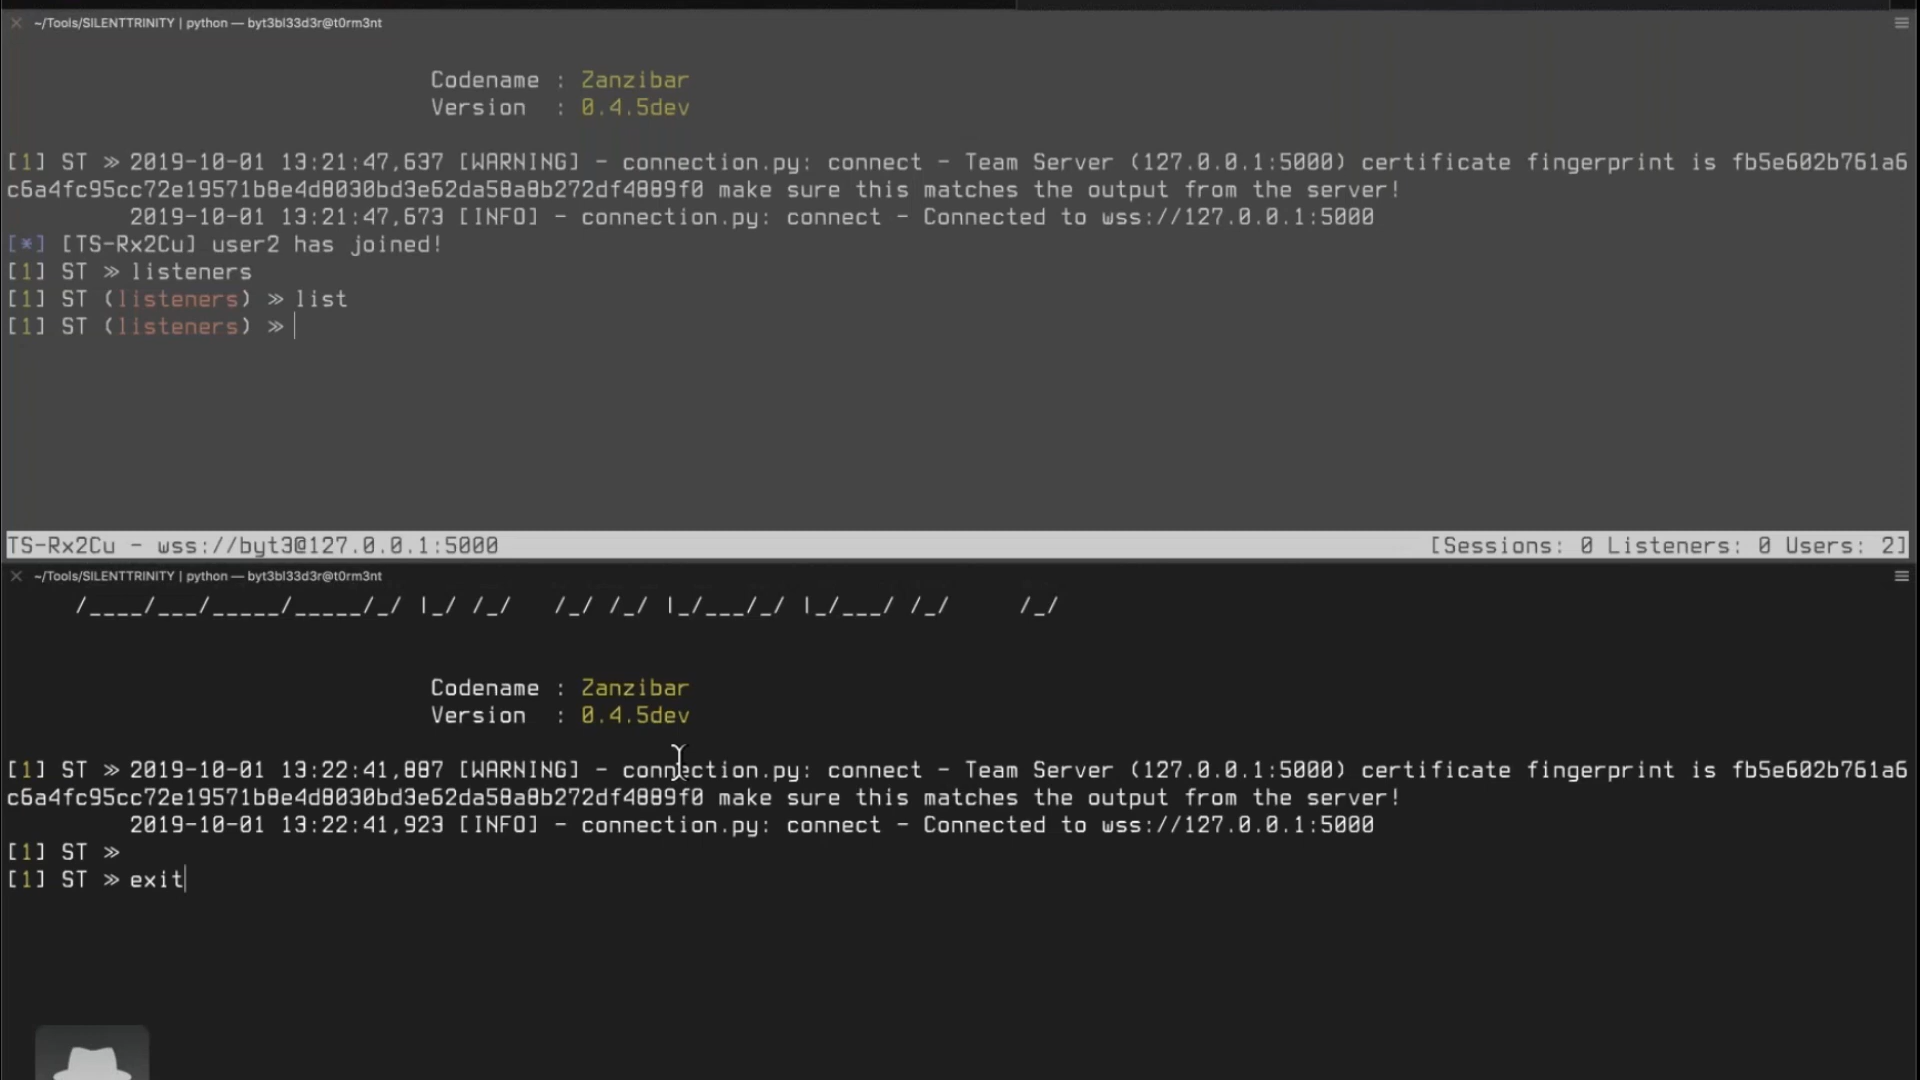 ~/Tools/SILENTTRINITY | python — byt3bl33d3r@t0rm3nt
Codename : Zanzibar
Version : 0.4.5dev
[1] ST ≫ 2019-10-01 13:21:47,637 [WARNING] - connection.py: connect - Team Server (127.0.0.1:5000) certificate fingerprint is fb5e602b761a6
c6a4fc95cc72e19571b8e4d8030bd3e62da58a8b272df4889f0 make sure this matches the output from the server!
2019-10-01 13:21:47,673 [INFO] - connection.py: connect - Connected to wss://127.0.0.1:5000
[*] [TS-Rx2Cu] user2 has joined!
[1] ST ≫ listeners
[1] ST (listeners) ≫ list
[1] ST (listeners) ≫
TS-Rx2Cu - wss://byt3@127.0.0.1:5000 [Sessions: 0 Listeners: 0 Users: 2]
~/Tools/SILENTTRINITY | python — byt3bl33d3r@t0rm3nt
/____/___/_____/_____/_/ |_/ /_/ /_/ /_/ |_/___/_/ |_/___/ /_/ /_/
Codename : Zanzibar
Version : 0.4.5dev
[1] ST ≫ 2019-10-01 13:22:41,887 [WARNING] - connection.py: connect - Team Server (127.0.0.1:5000) certificate fingerprint is fb5e602b761a6
c6a4fc95cc72e19571b8e4d8030bd3e62da58a8b272df4889f0 make sure this matches the output from the server!
2019-10-01 13:22:41,923 [INFO] - connection.py: connect - Connected to wss://127.0.0.1:5000
[1] ST ≫
[1] ST ≫ exit